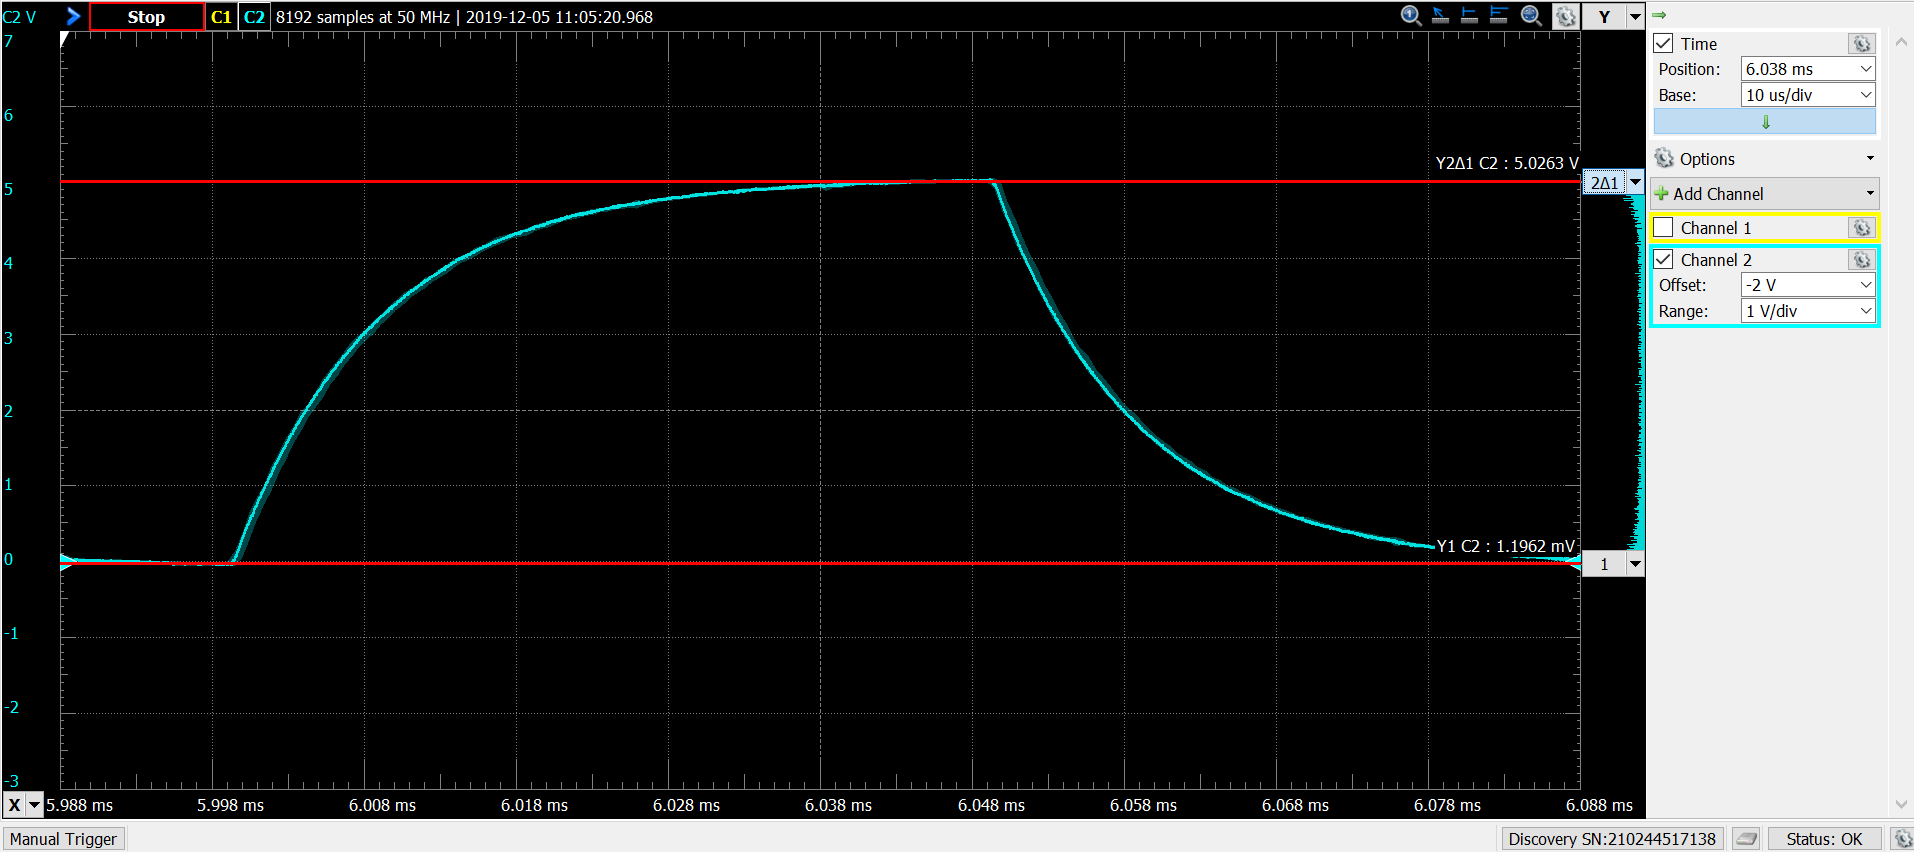 C2 V Stop C1 C2 8192 samples at 50 MHz | 2019-12-05 11:05:20.968 Y
7
6
5
4
3
2
1
0
-1
-2
-3
Y2Δ1 C2 : 5.0263 V
2Δ1
Y1 C2 : 1.1962 mV
1
X 5.988 ms 5.998 ms 6.008 ms 6.018 ms 6.028 ms 6.038 ms 6.048 ms 6.058 ms 6.068 ms 6.078 ms 6.088 ms
Time
Position: 6.038 ms
Base: 10 us/div
Options
Add Channel
Channel 1
Channel 2
Offset: -2 V
Range: 1 V/div
Manual Trigger Discovery SN:210244517138 Status: OK